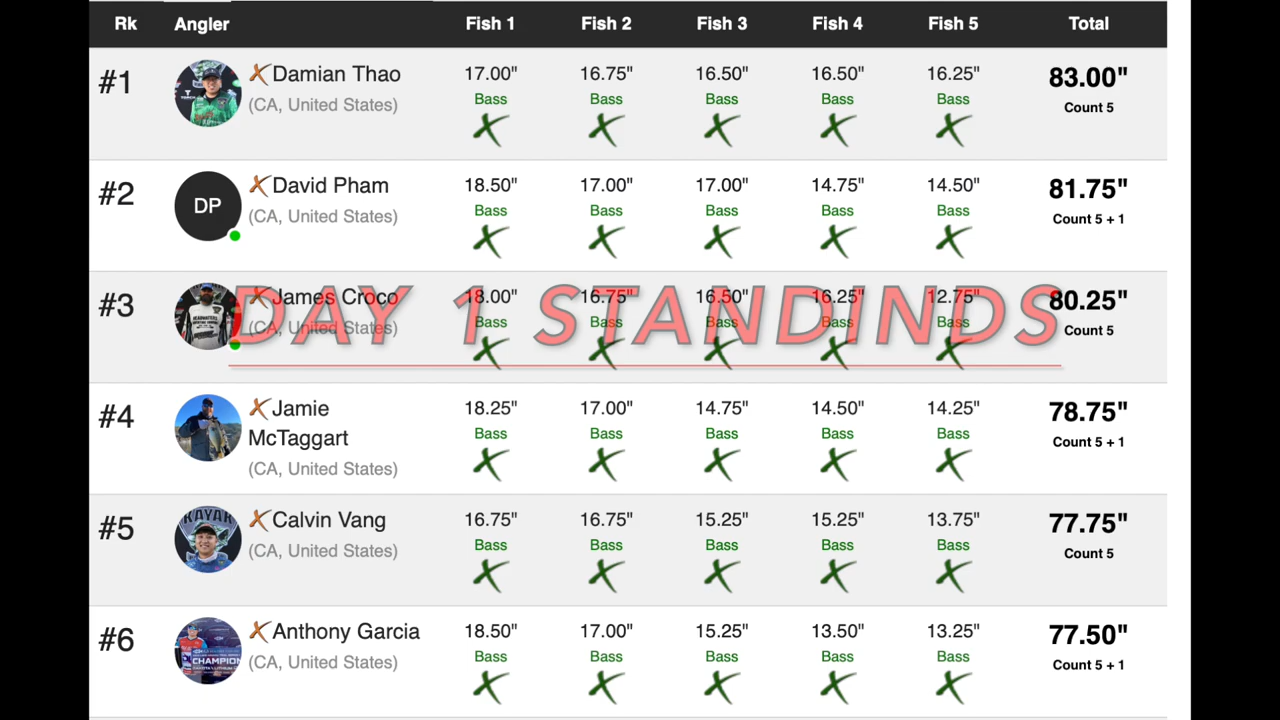 Rk Angler Fish 1 Fish 2 Fish 3 Fish 4 Fish 5 Total
#1 Damian Thao 17.00" 16.75" 16.50" 16.50" 16.25" 83.00"
(CA, United States) Bass Bass Bass Bass Bass Count 5
#2 DP David Pham 18.50" 17.00" 17.00" 14.75" 14.50" 81.75"
(CA, United States) Bass Bass Bass Bass Bass Count 5 + 1
#3 James Croco 18.00" 16.75" 16.50" 16.25" 12.75" 80.25"
(CA, United States) Bass Bass Bass Bass Bass Count 5
DAY 1 STANDINDS
#4 Jamie 18.25" 17.00" 14.75" 14.50" 14.25" 78.75"
McTaggart Bass Bass Bass Bass Bass Count 5 + 1
(CA, United States)
KAYAK
#5 Calvin Vang 16.75" 16.75" 15.25" 15.25" 13.75" 77.75"
(CA, United States) Bass Bass Bass Bass Bass Count 5
#6 Anthony Garcia 18.50" 17.00" 15.25" 13.50" 13.25" 77.50"
(CA, United States) Bass Bass Bass Bass Bass Count 5 + 1
CHAMPION